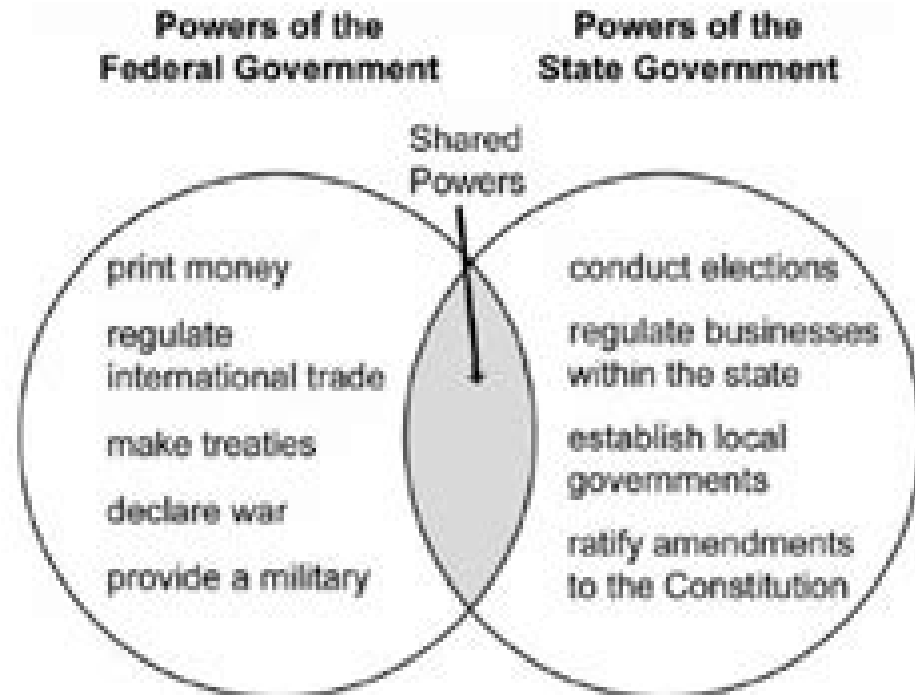 Powers of the
Federal Government
Powers of the
State Government
Shared
Powers
print money
regulate
international trade
make treaties
declare war
provide a military
conduct elections
regulate businesses
within the state
establish local
governments
ratify amendments
to the Constitution